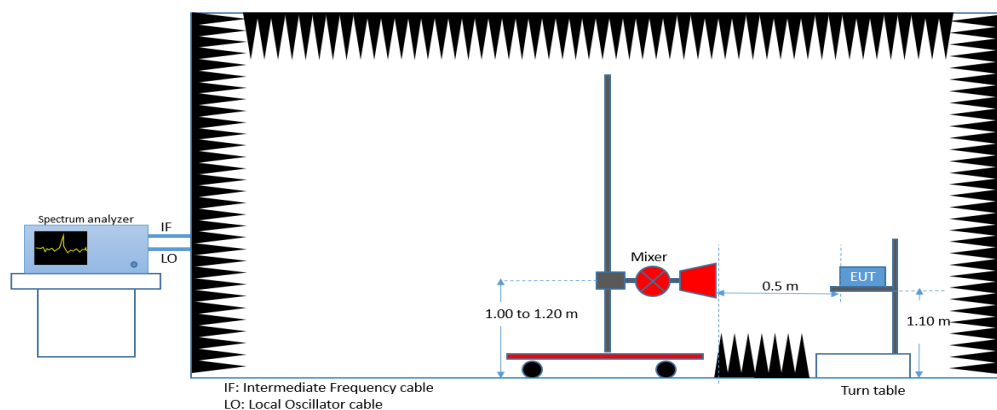 Spectrum analyzer
IF
LO
Mixer
EUT
0.5 m
1.00 to 1.20 m
1.10 m
IF: Intermediate Frequency cable
LO: Local Oscillator cable
Turn table